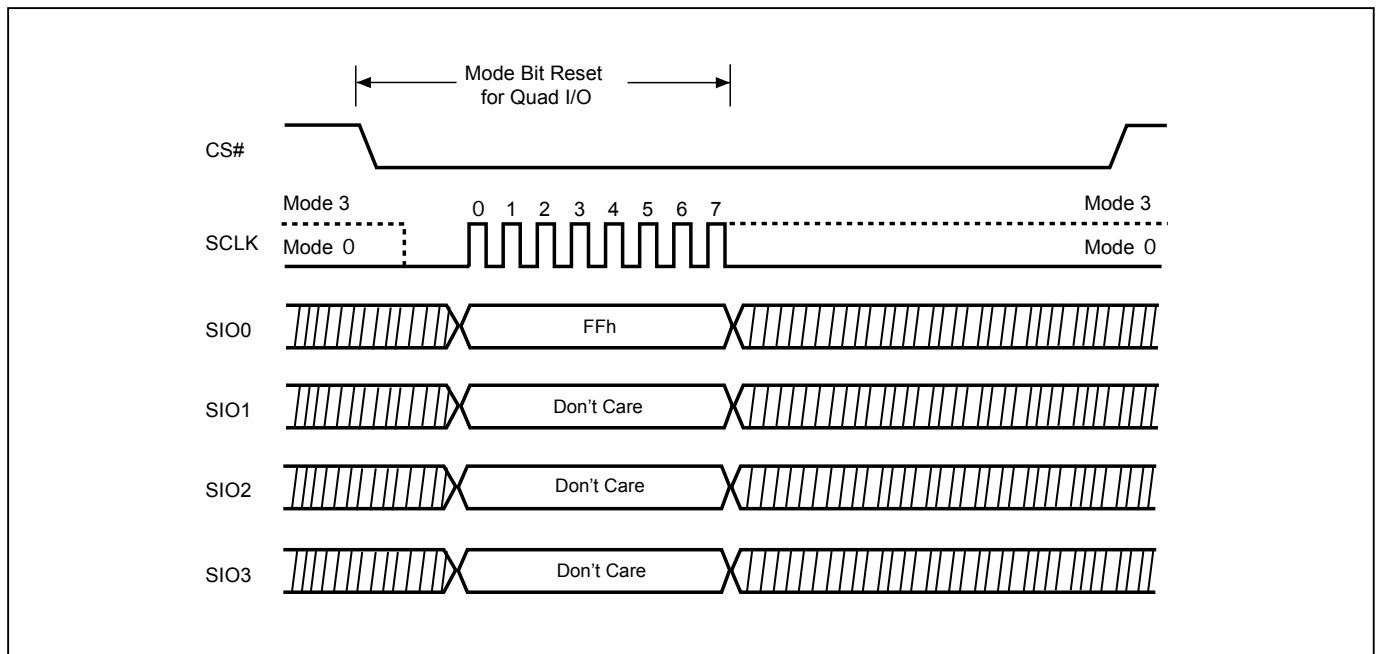 Mode Bit Reset
for Quad I/O
CS#
Mode 3
Mode 3
0 1 2 3 4 5 6 7
SCLK
Mode 0
Mode 0
SIO0
FFh
SIO1
Don't Care
SIO2
Don't Care
SIO3
Don't Care